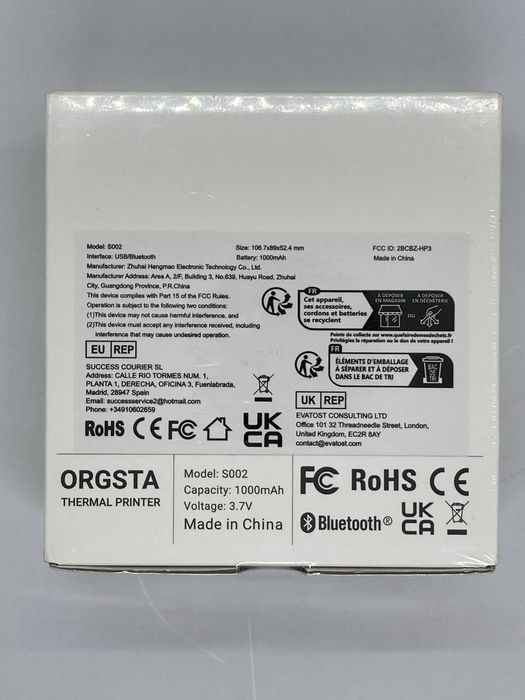 Model: S002 Size: 106.7x89x52.4 mm FCC ID: 2BCBZ-HP3
Interface: USB/Bluetooth Battery: 1000mAh Made in China
Manufacturer: Zhuhai Hengmao Electronic Technology Co., Ltd.
Manufacturer Address: Area A, 2/F, Building 3, No.639, Huayu Road, Zhuhai
City, Guangdong Province, P.R.China
This device complies with Part 15 of the FCC Rules.
Operation is subject to the following two conditions:
(1)This device may not cause harmful interference, and
(2)This device must accept any interference received, including
interference that may cause undesired operation.
FR
Cet appareil,
ses accessoires,
cordons et batteries
se recyclent
À DÉPOSER
EN MAGASIN
OU
À DÉPOSER
EN DÉCHÈTERIE
Points de collecte sur www.quefairedemesdechets.fr
Privilégiez la réparation ou le don de votre appareil !
FR
ÉLÉMENTS D'EMBALLAGE
À SÉPARER ET À DÉPOSER
DANS LE BAC DE TRI
BAC
DE
TRI
EU REP
SUCCESS COURIER SL
Address: CALLE RIO TORMES NUM. 1,
PLANTA 1, DERECHA, OFICINA 3, Fuenlabrada,
Madrid, 28947 Spain
Email: successservice2@hotmail.com
Phone: +34910602659
UK REP
EVATOST CONSULTING LTD
Office 101 32 Threadneedle Street, London,
United Kingdom, EC2R 8AY
contact@evatost.com
RoHS CE FC UK
CA
ORGSTA
THERMAL PRINTER
Model: S002
Capacity: 1000mAh
Voltage: 3.7V
Made in China
FC RoHS CE
Bluetooth® UK
CA